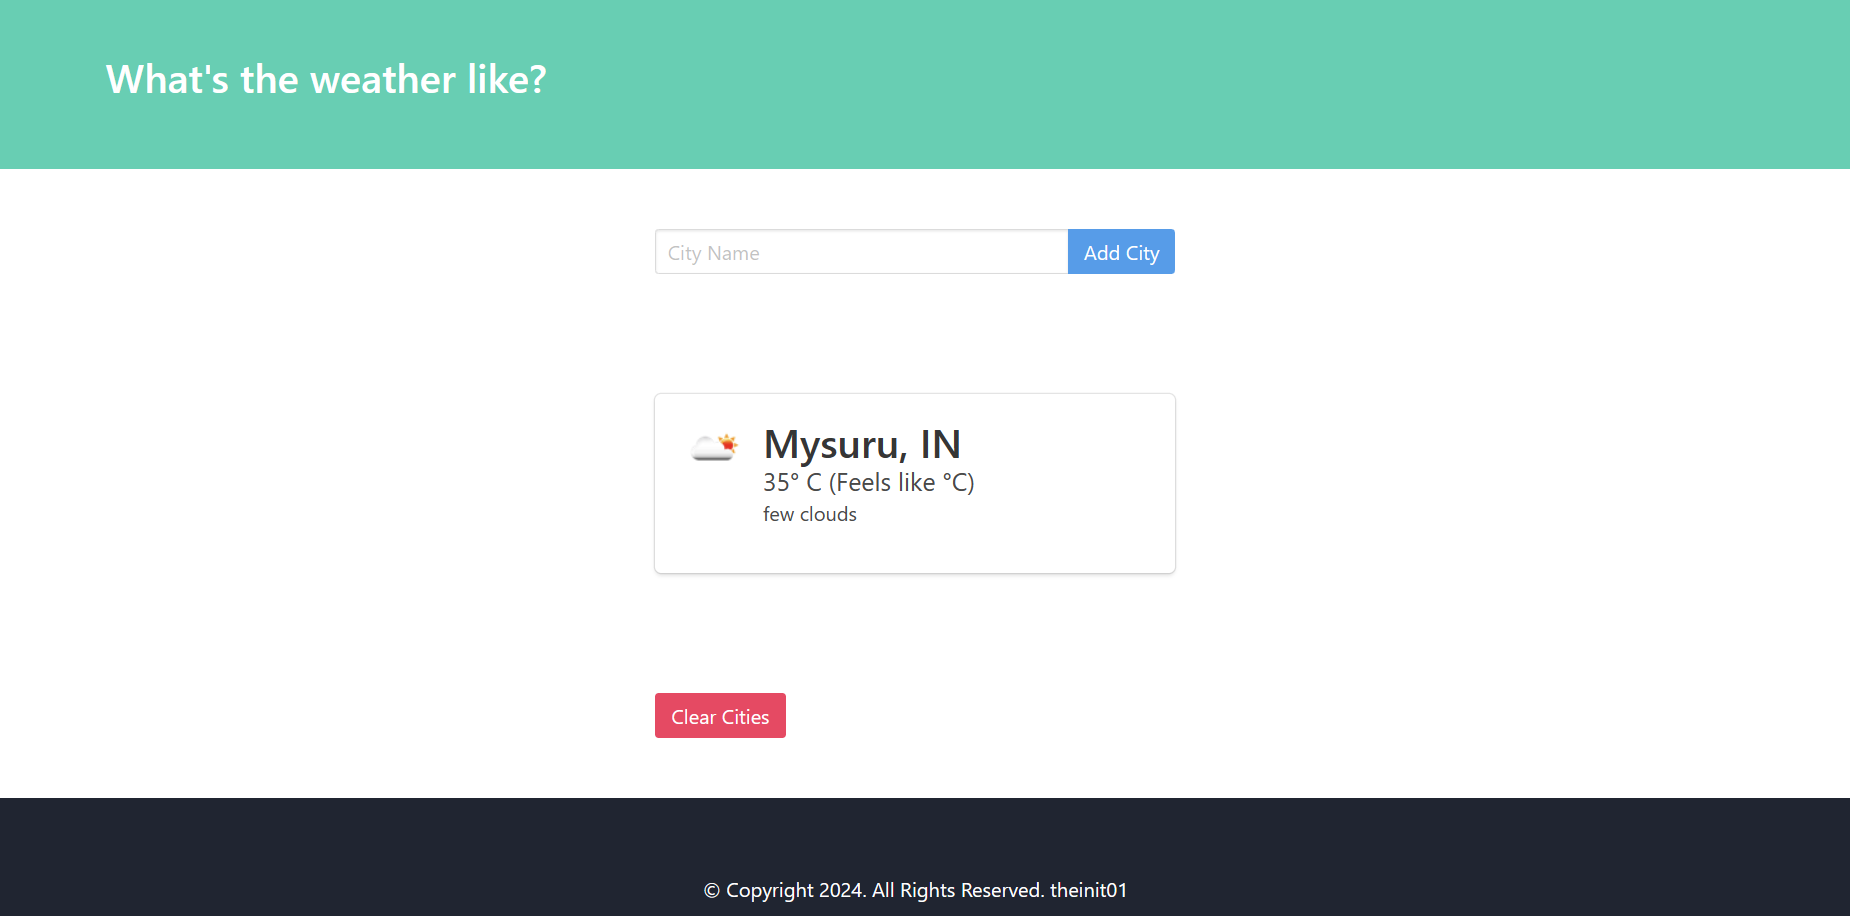 What's the weather like?
City Name
Add City
Mysuru, IN
35° C (Feels like °C)
few clouds
Clear Cities
© Copyright 2024. All Rights Reserved. theinit01